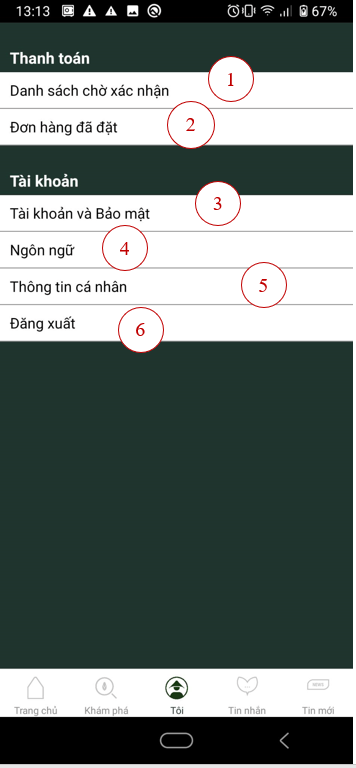 13:13 67%
Thanh toán
Danh sách chờ xác nhận 1
Đơn hàng đã đặt 2
Tài khoản
Tài khoản và Bảo mật 3
Ngôn ngữ 4
Thông tin cá nhân 5
Đăng xuất 6
Trang chủ Khám phá Tôi Tin nhắn Tin mới